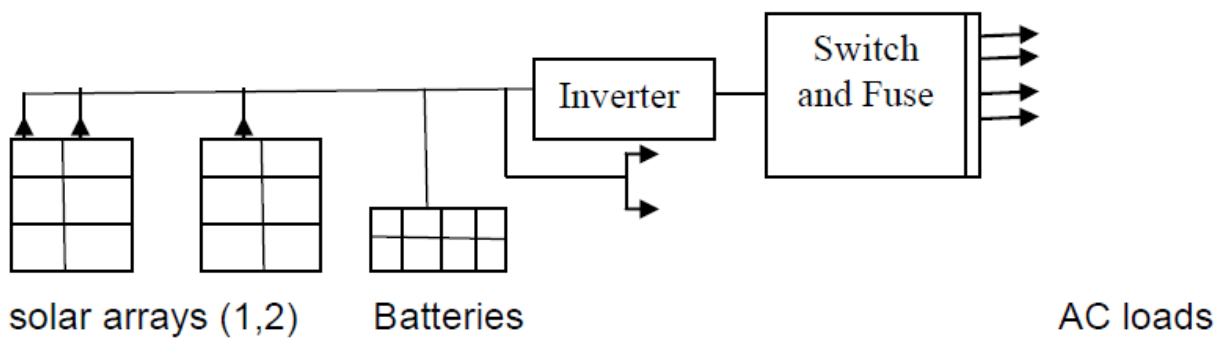 Switch
and Fuse
Inverter
solar arrays (1,2)
Batteries
AC loads